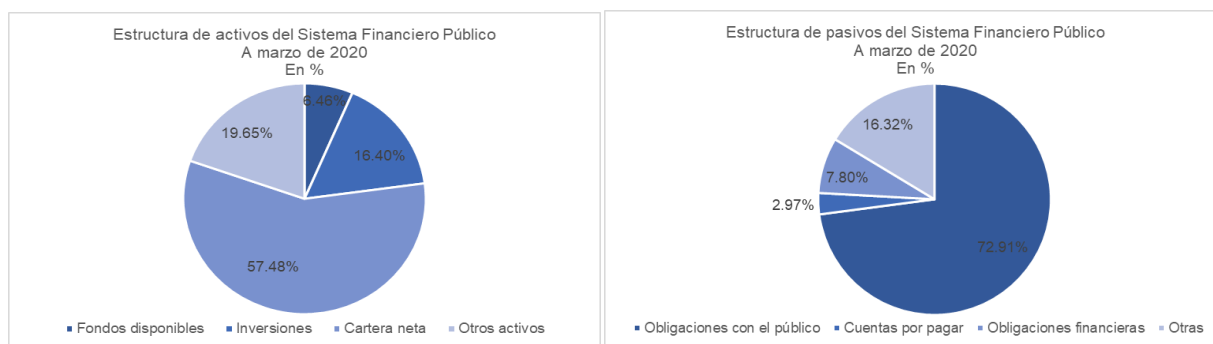 Estructura de activos del Sistema Financiero Público
A marzo de 2020
En %
6.46%
19.65%
16.40%
57.48%
Fondos disponibles Inversiones Cartera neta Otros activos
Estructura de pasivos del Sistema Financiero Público
A marzo de 2020
En %
16.32%
7.80%
2.97%
72.91%
Obligaciones con el público Cuentas por pagar Obligaciones financieras Otras